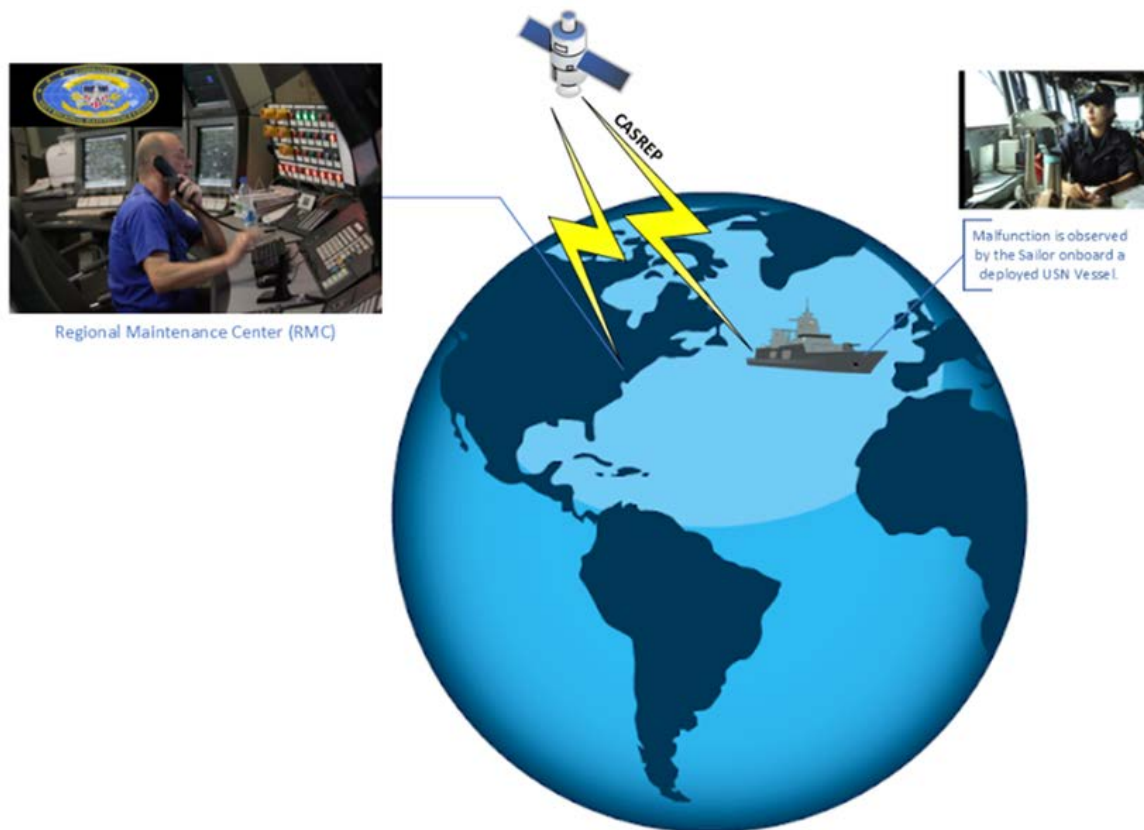 CASREP
Malfunction is observed
by the Sailor onboard a
deployed USN Vessel.
Regional Maintenance Center (RMC)